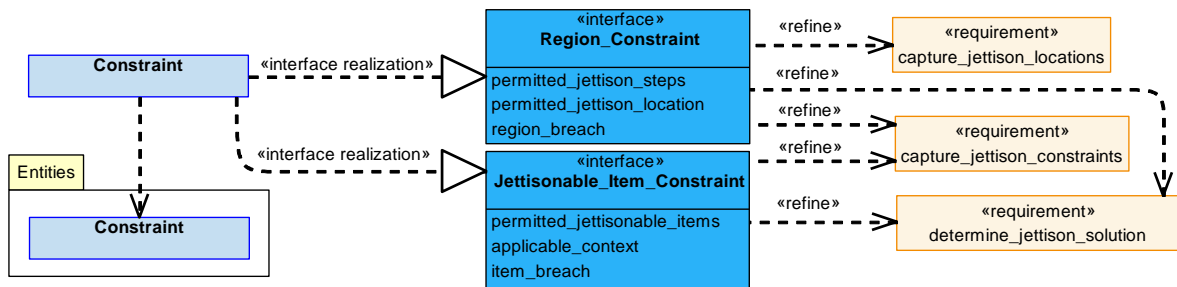 Constraint
«interface realization»
«interface realization»
Entities
Constraint
«interface»
Region_Constraint
permitted_jettison_steps
permitted_jettison_location
region_breach
«interface»
Jettisonable_Item_Constraint
permitted_jettisonable_items
applicable_context
item_breach
«refine»
«refine»
«refine»
«refine»
«refine»
«requirement»
capture_jettison_locations
«requirement»
capture_jettison_constraints
«requirement»
determine_jettison_solution